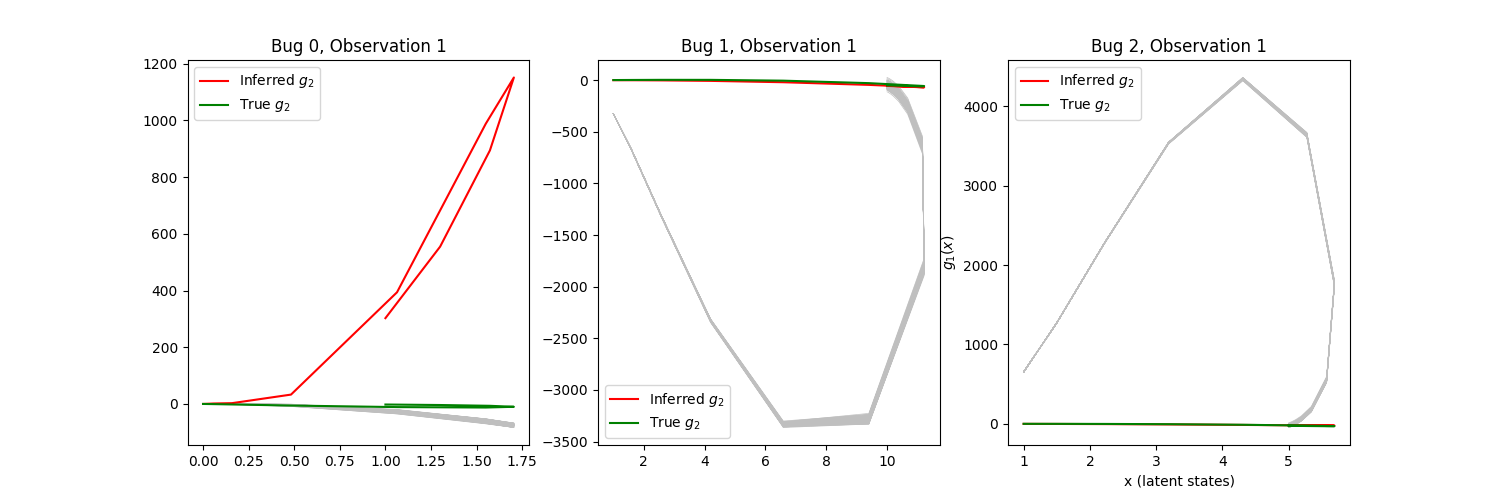 Bug 0, Observation 1
Inferred g₂
True g₂
1200
1000
800
600
400
200
0
0.00 0.25 0.50 0.75 1.00 1.25 1.50 1.75
Bug 1, Observation 1
0
−500
−1000
−1500
−2000
−2500
−3000
−3500
Inferred g₂
True g₂
2 4 6 8 10
Bug 2, Observation 1
Inferred g₂
True g₂
g₁(x)
4000
3000
2000
1000
0
1 2 3 4 5
x (latent states)